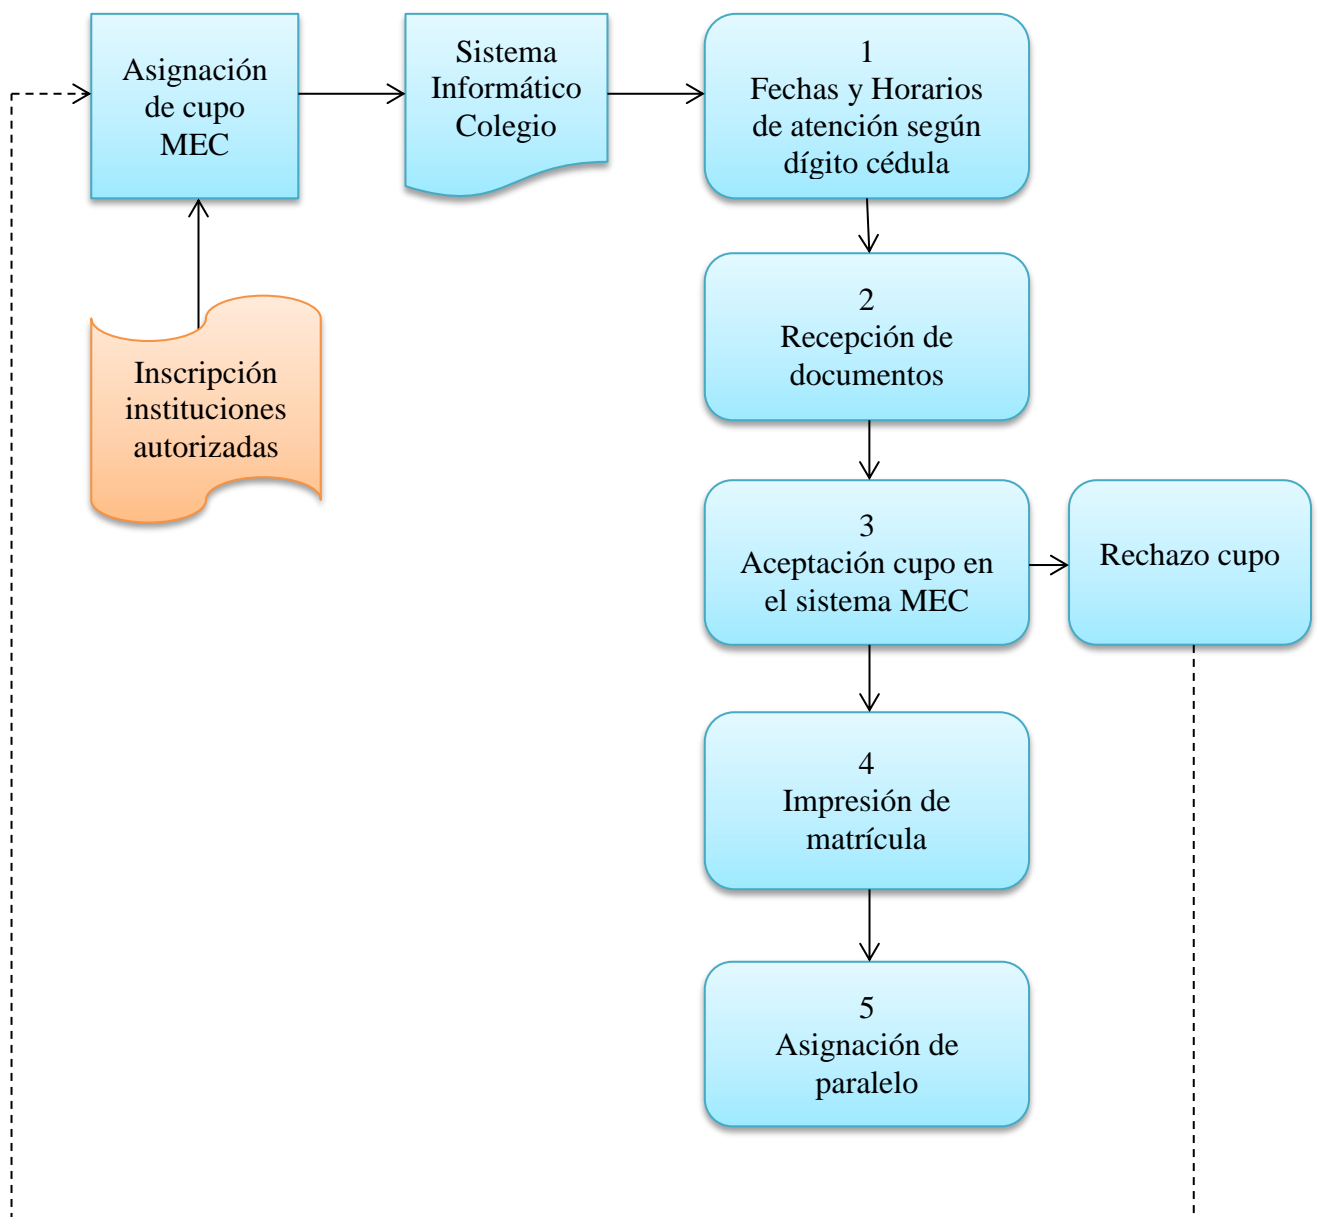 Asignación
de cupo
MEC
Sistema
Informático
Colegio
1
Fechas y Horarios
de atención según
dígito cédula
Inscripción
instituciones
autorizadas
2
Recepción de
documentos
3
Aceptación cupo en
el sistema MEC
Rechazo cupo
4
Impresión de
matrícula
5
Asignación de
paralelo